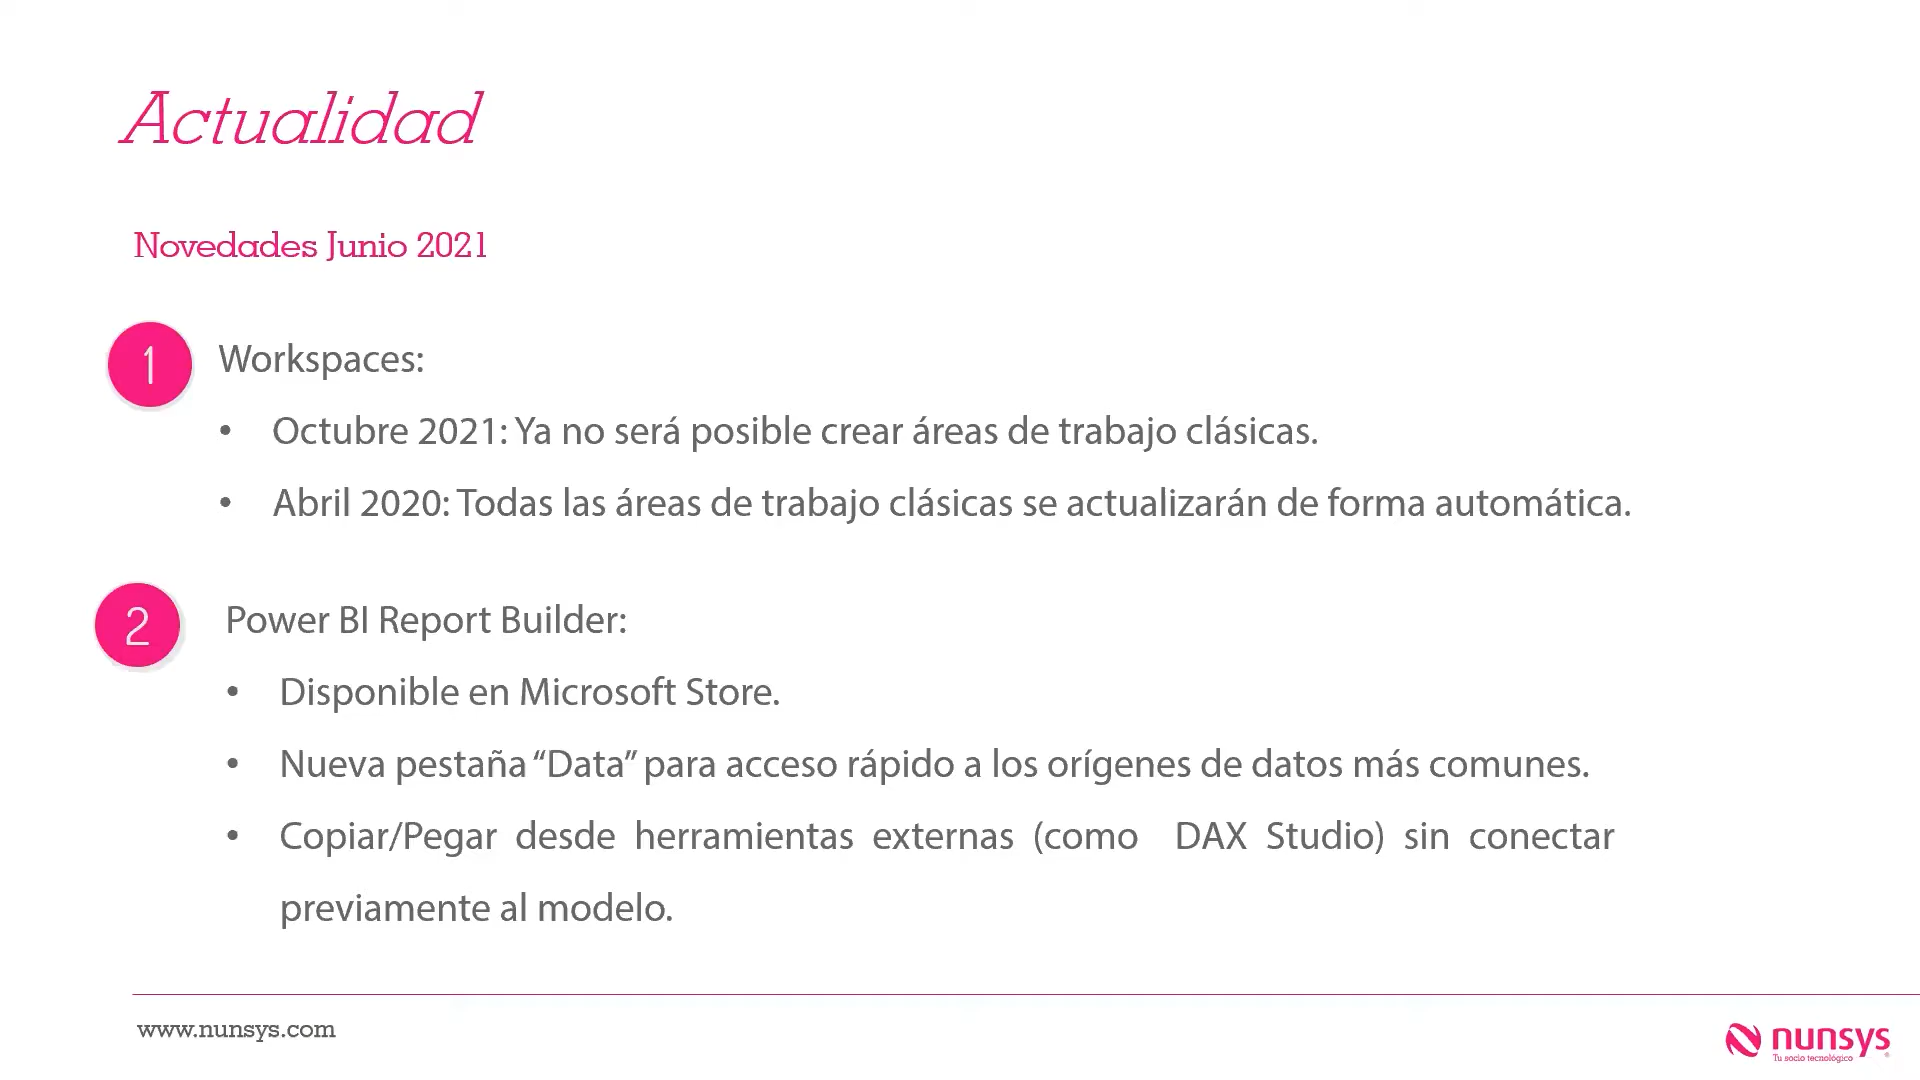 Actualidad
Novedades Junio 2021
1
Workspaces:
• Octubre 2021: Ya no será posible crear áreas de trabajo clásicas.
• Abril 2020: Todas las áreas de trabajo clásicas se actualizarán de forma automática.
2
Power BI Report Builder:
• Disponible en Microsoft Store.
• Nueva pestaña “Data” para acceso rápido a los orígenes de datos más comunes.
• Copiar/Pegar desde herramientas externas (como DAX Studio) sin conectar
previamente al modelo.
www.nunsys.com
nunsys
Tu socio tecnológico